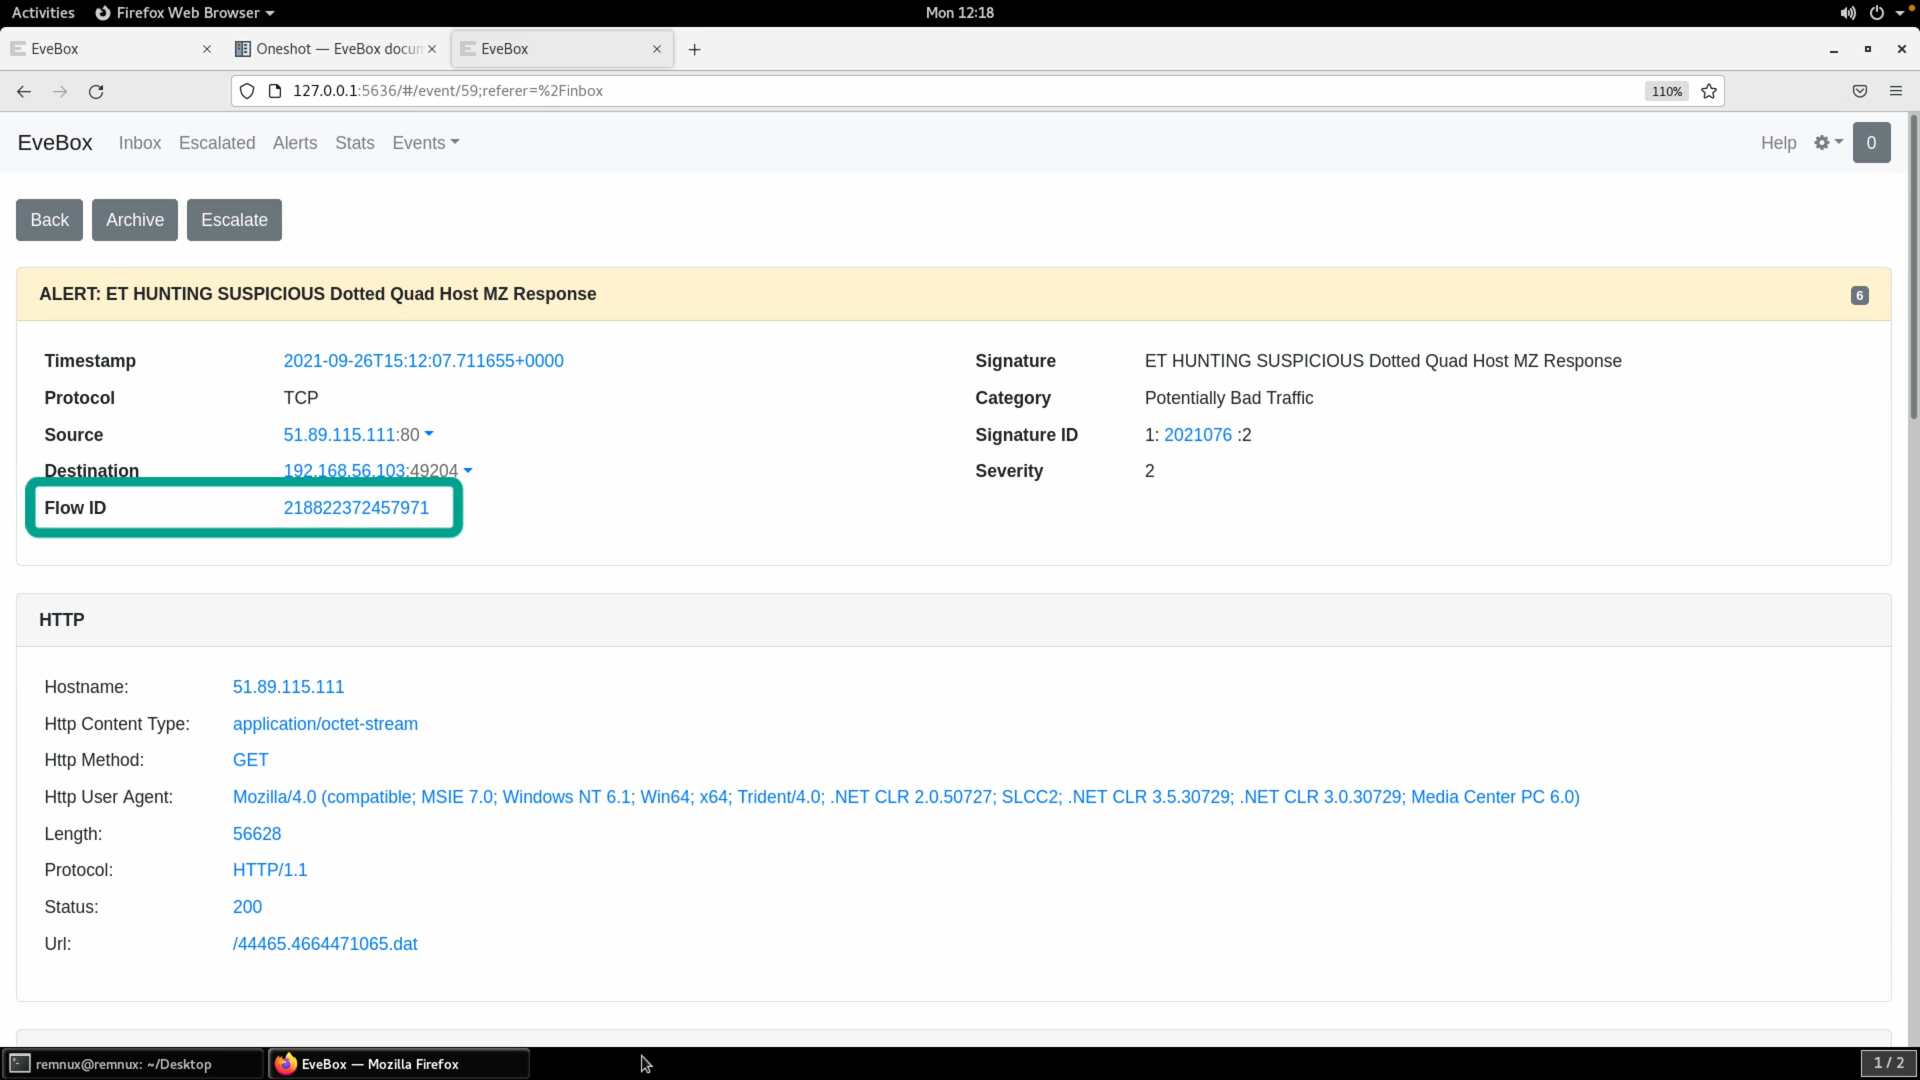 Activities Firefox Web Browser Mon 12:18
EveBox Oneshot — EveBox docum EveBox
127.0.0.1:5636/#/event/59;referer=%2Finbox 110%
EveBox Inbox Escalated Alerts Stats Events Help 0
Back Archive Escalate
ALERT: ET HUNTING SUSPICIOUS Dotted Quad Host MZ Response 6
Timestamp 2021-09-26T15:12:07.711655+0000 Signature ET HUNTING SUSPICIOUS Dotted Quad Host MZ Response
Protocol TCP Category Potentially Bad Traffic
Source 51.89.115.111:80 Signature ID 1: 2021076 :2
Destination 192.168.56.103:49204 Severity 2
Flow ID 218822372457971
HTTP
Hostname: 51.89.115.111
Http Content Type: application/octet-stream
Http Method: GET
Http User Agent: Mozilla/4.0 (compatible; MSIE 7.0; Windows NT 6.1; Win64; x64; Trident/4.0; .NET CLR 2.0.50727; SLCC2; .NET CLR 3.5.30729; .NET CLR 3.0.30729; Media Center PC 6.0)
Length: 56628
Protocol: HTTP/1.1
Status: 200
Url: /44465.4664471065.dat
remnux@remnux: ~/Desktop EveBox — Mozilla Firefox 1 / 2